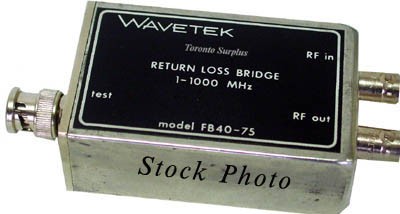 WAVETEK
Toronto Surplus
RF in
RETURN LOSS BRIDGE
1-1000 MHz
test
RF out
model FB40-75
Stock Photo